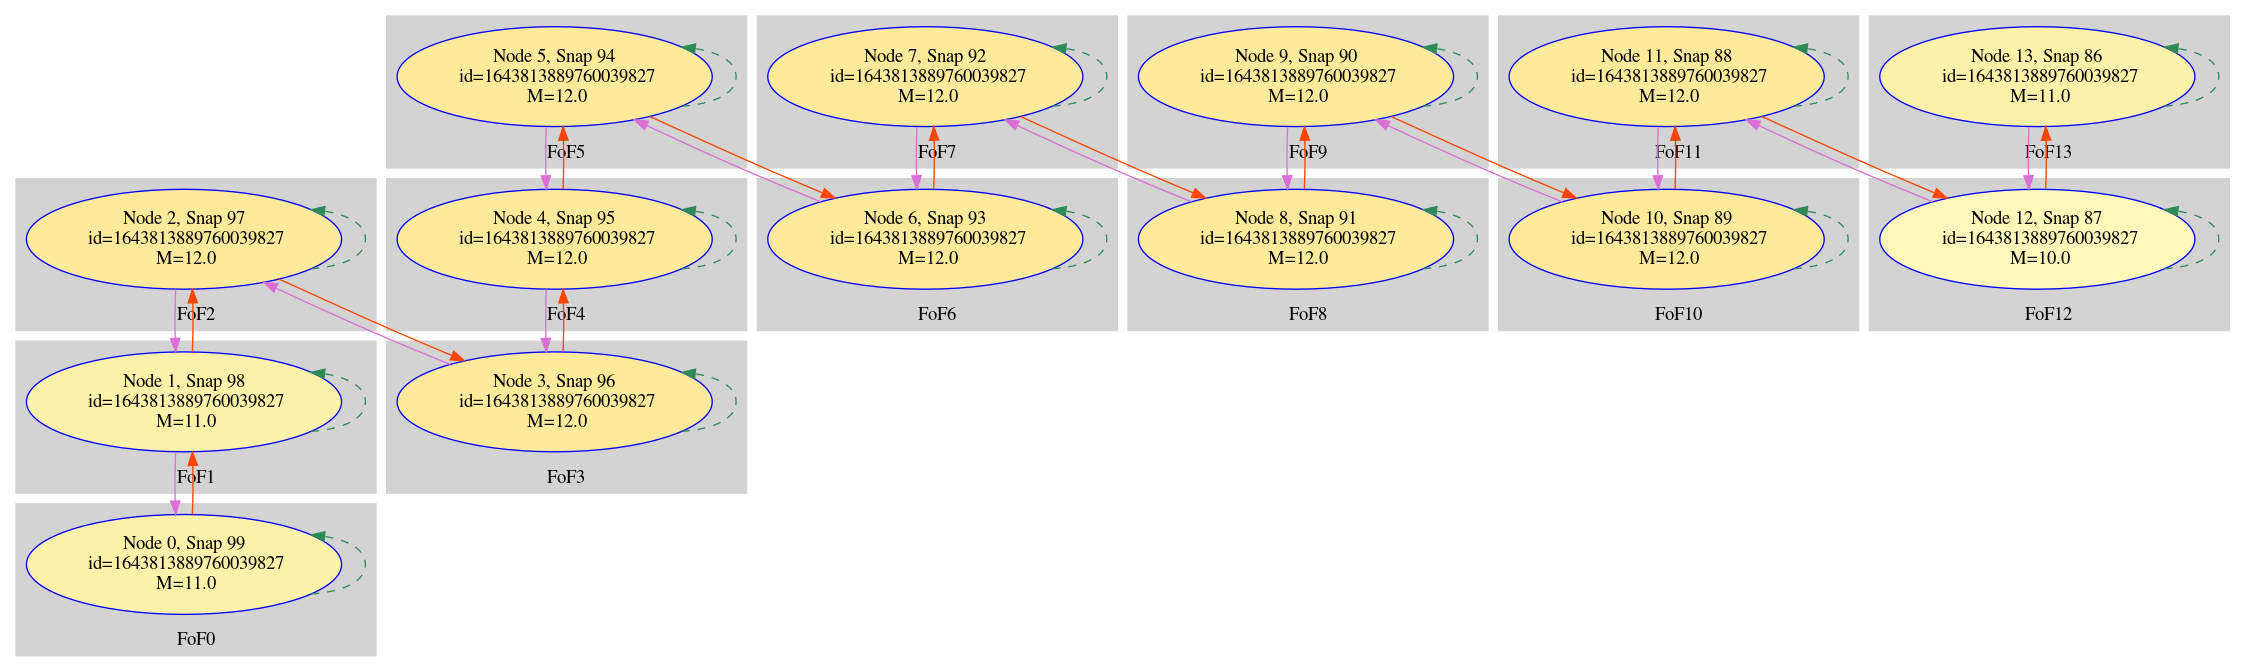 Node 5, Snap 94
id=1643813889760039827
M=12.0
FoF5
Node 7, Snap 92
id=1643813889760039827
M=12.0
FoF7
Node 9, Snap 90
id=1643813889760039827
M=12.0
FoF9
Node 11, Snap 88
id=1643813889760039827
M=12.0
FoF11
Node 13, Snap 86
id=1643813889760039827
M=11.0
FoF13
Node 2, Snap 97
id=1643813889760039827
M=12.0
FoF2
Node 4, Snap 95
id=1643813889760039827
M=12.0
FoF4
Node 6, Snap 93
id=1643813889760039827
M=12.0
FoF6
Node 8, Snap 91
id=1643813889760039827
M=12.0
FoF8
Node 10, Snap 89
id=1643813889760039827
M=12.0
FoF10
Node 12, Snap 87
id=1643813889760039827
M=10.0
FoF12
Node 1, Snap 98
id=1643813889760039827
M=11.0
FoF1
Node 3, Snap 96
id=1643813889760039827
M=12.0
FoF3
Node 0, Snap 99
id=1643813889760039827
M=11.0
FoF0